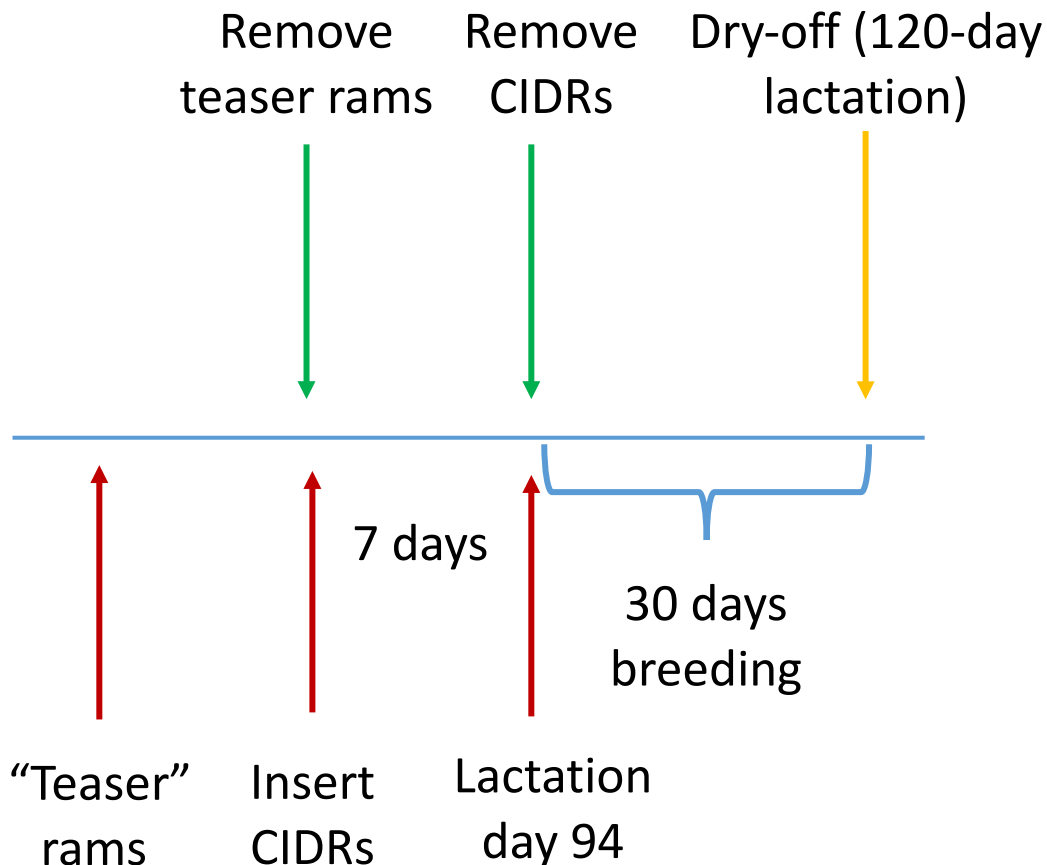 Remove
teaser rams
Remove
CIDRs
Dry-off (120-day
lactation)
7 days
30 days
breeding
“Teaser”
rams
Insert
CIDRs
Lactation
day 94